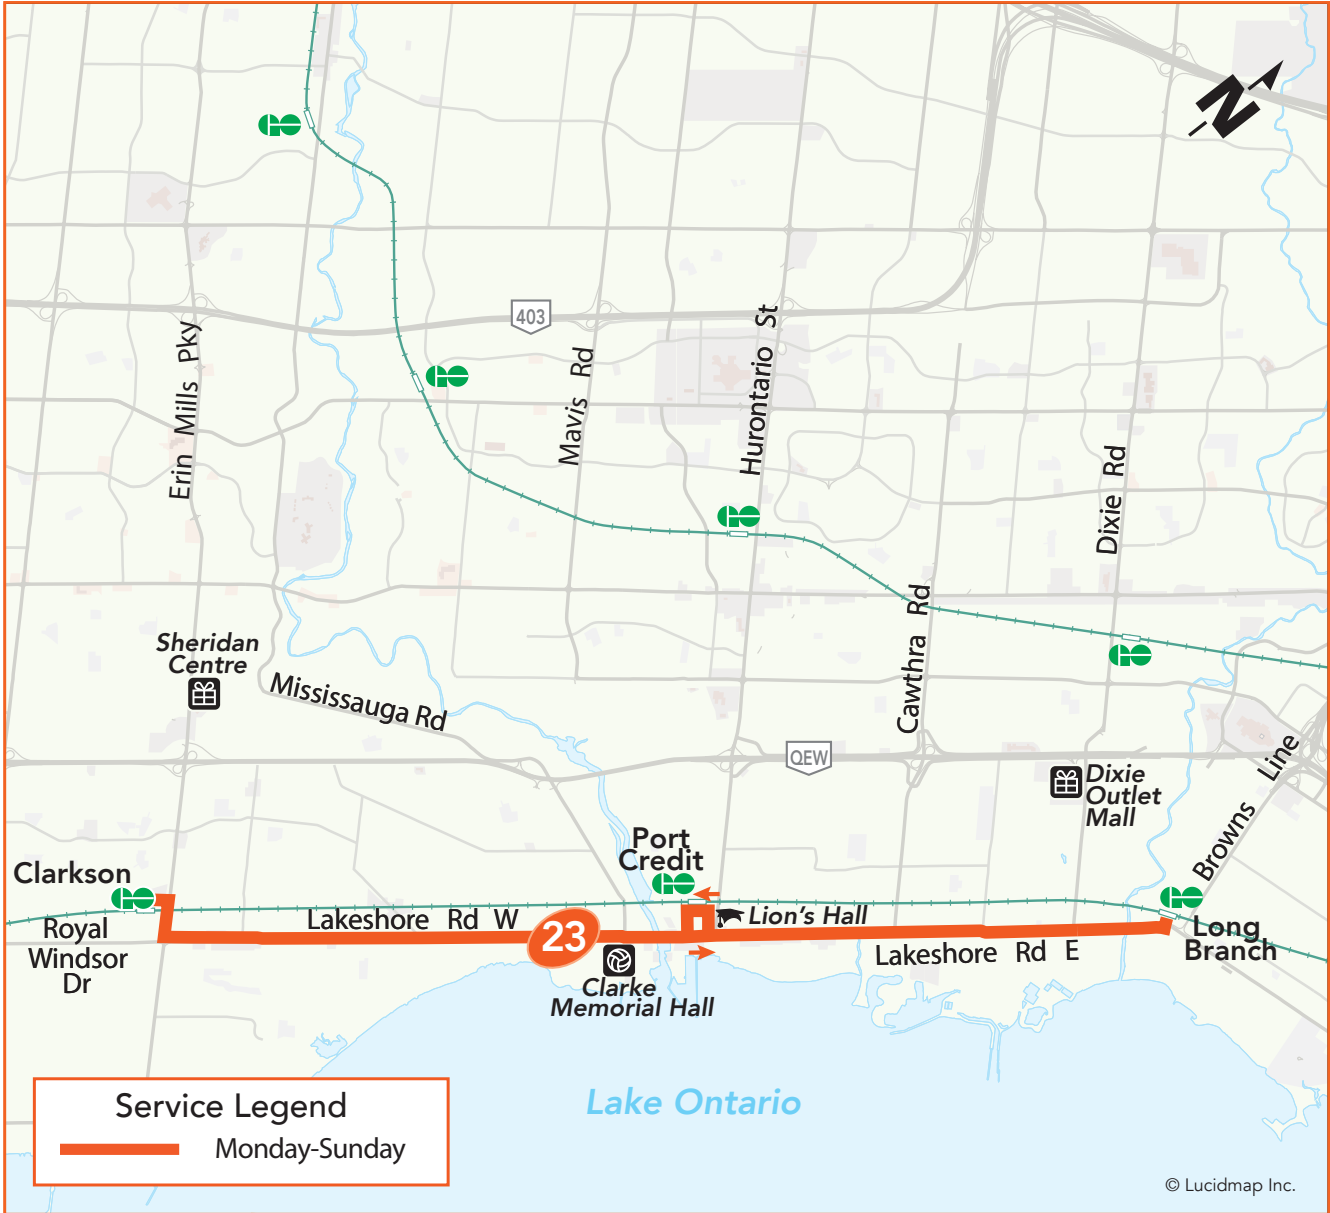 N
403
Erin Mills Pky
Mavis Rd
Hurontario St
Dixie Rd
Cawthra Rd
Sheridan
Centre
Mississauga Rd
QEW
Dixie
Outlet
Mall
Browns Line
Port
Credit
Clarkson
Lakeshore Rd W
Lion's Hall
Royal
Windsor
Dr
23
Lakeshore Rd E
Long
Branch
Clarke
Memorial Hall
Lake Ontario
Service Legend
Monday-Sunday
© Lucidmap Inc.